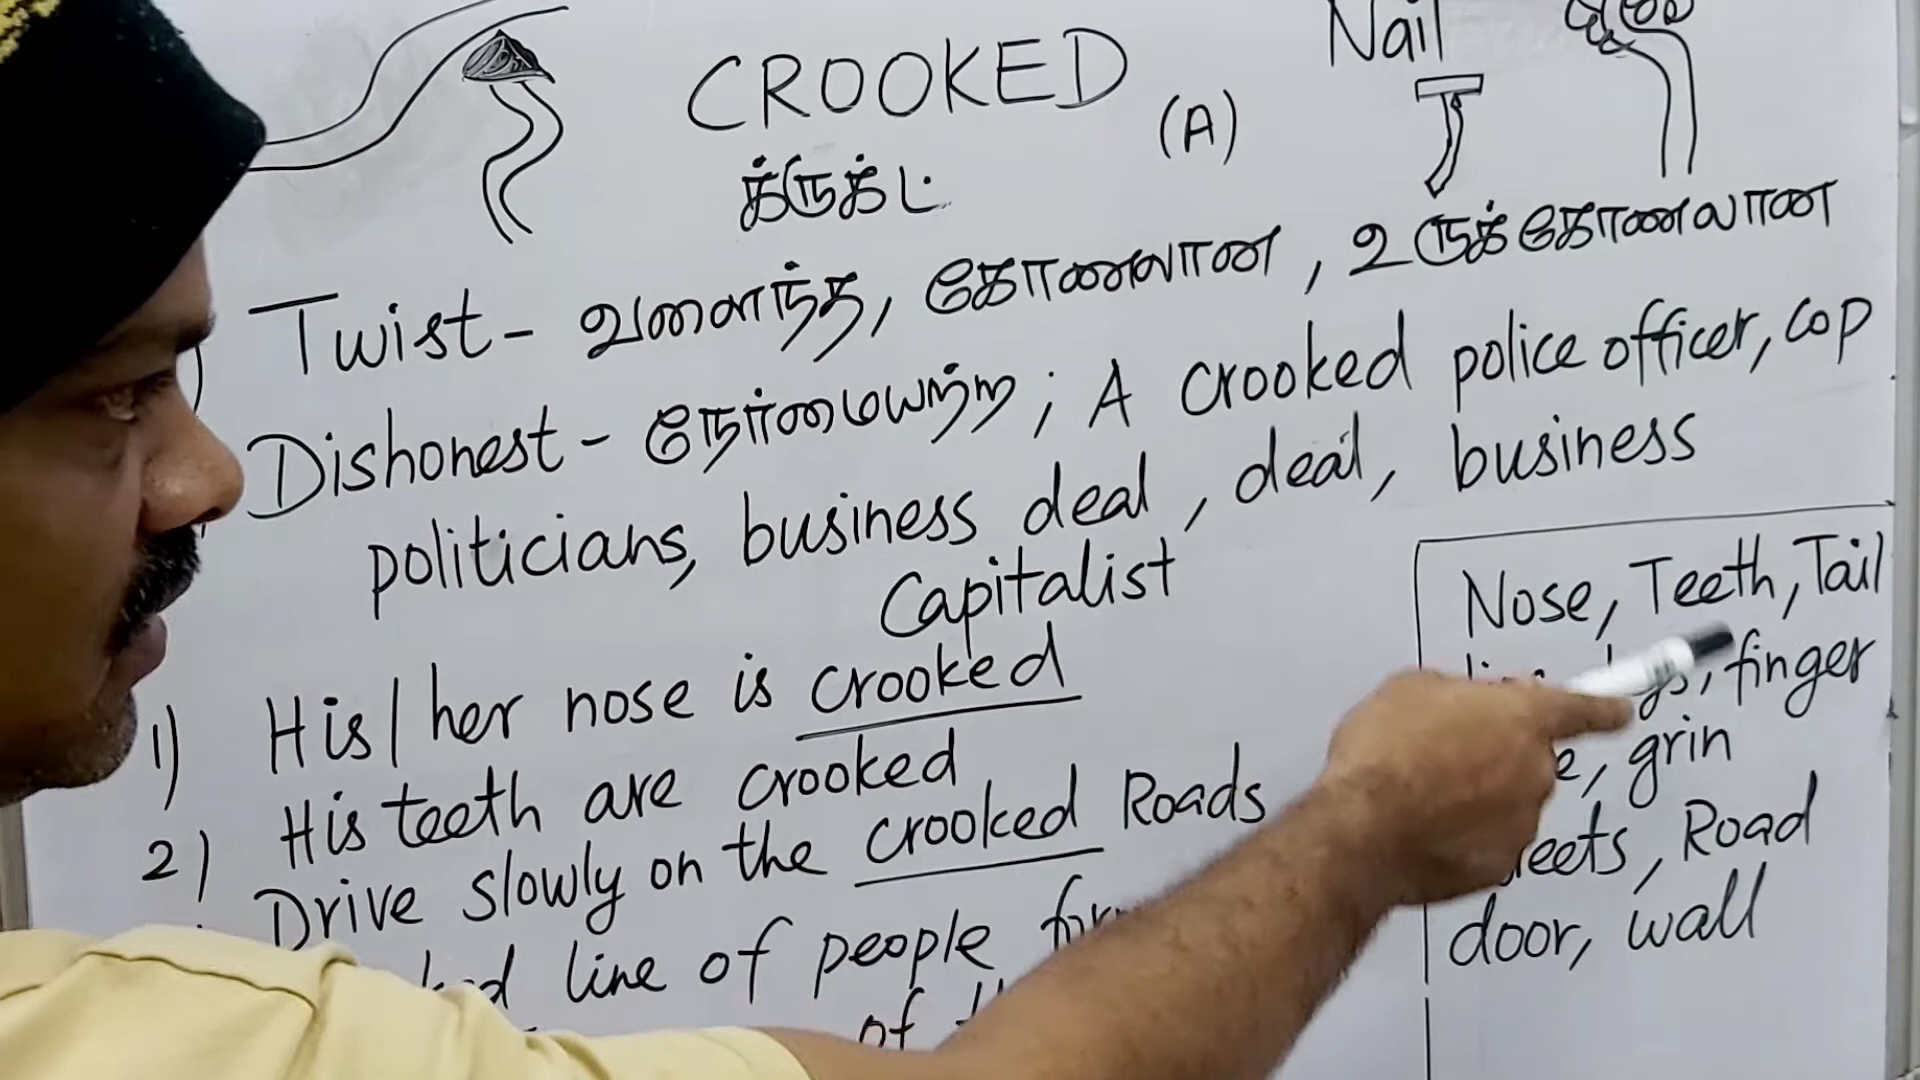 Nail
CROOKED (A)
க்ருக்ட்
Twist - வளைந்த, கோணலான, உருக்கோணலான
Dishonest - நேர்மையற்ற; A crooked police officer, cop
politicians, business deal, deal, business
Capitalist
1) His/her nose is crooked
His teeth are crooked
2) Drive slowly on the crooked Roads
line of people
of
Nose, Teeth, Tail
finger
grin
Road
door, wall